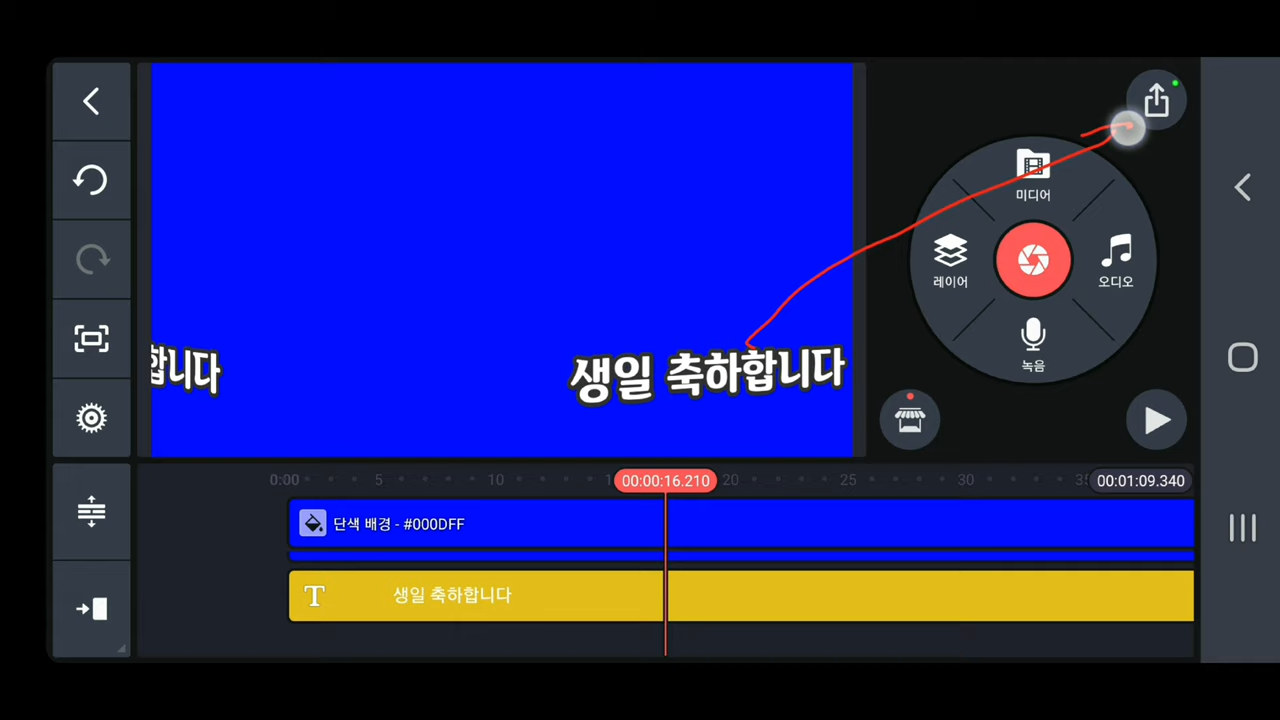 미디어
레이어
오디오
녹음
합니다
생일 축하합니다
0:00
5
10
00:00:16.210
20
25
30
00:01:09.340
단색 배경 - #000DFF
T
생일 축하합니다